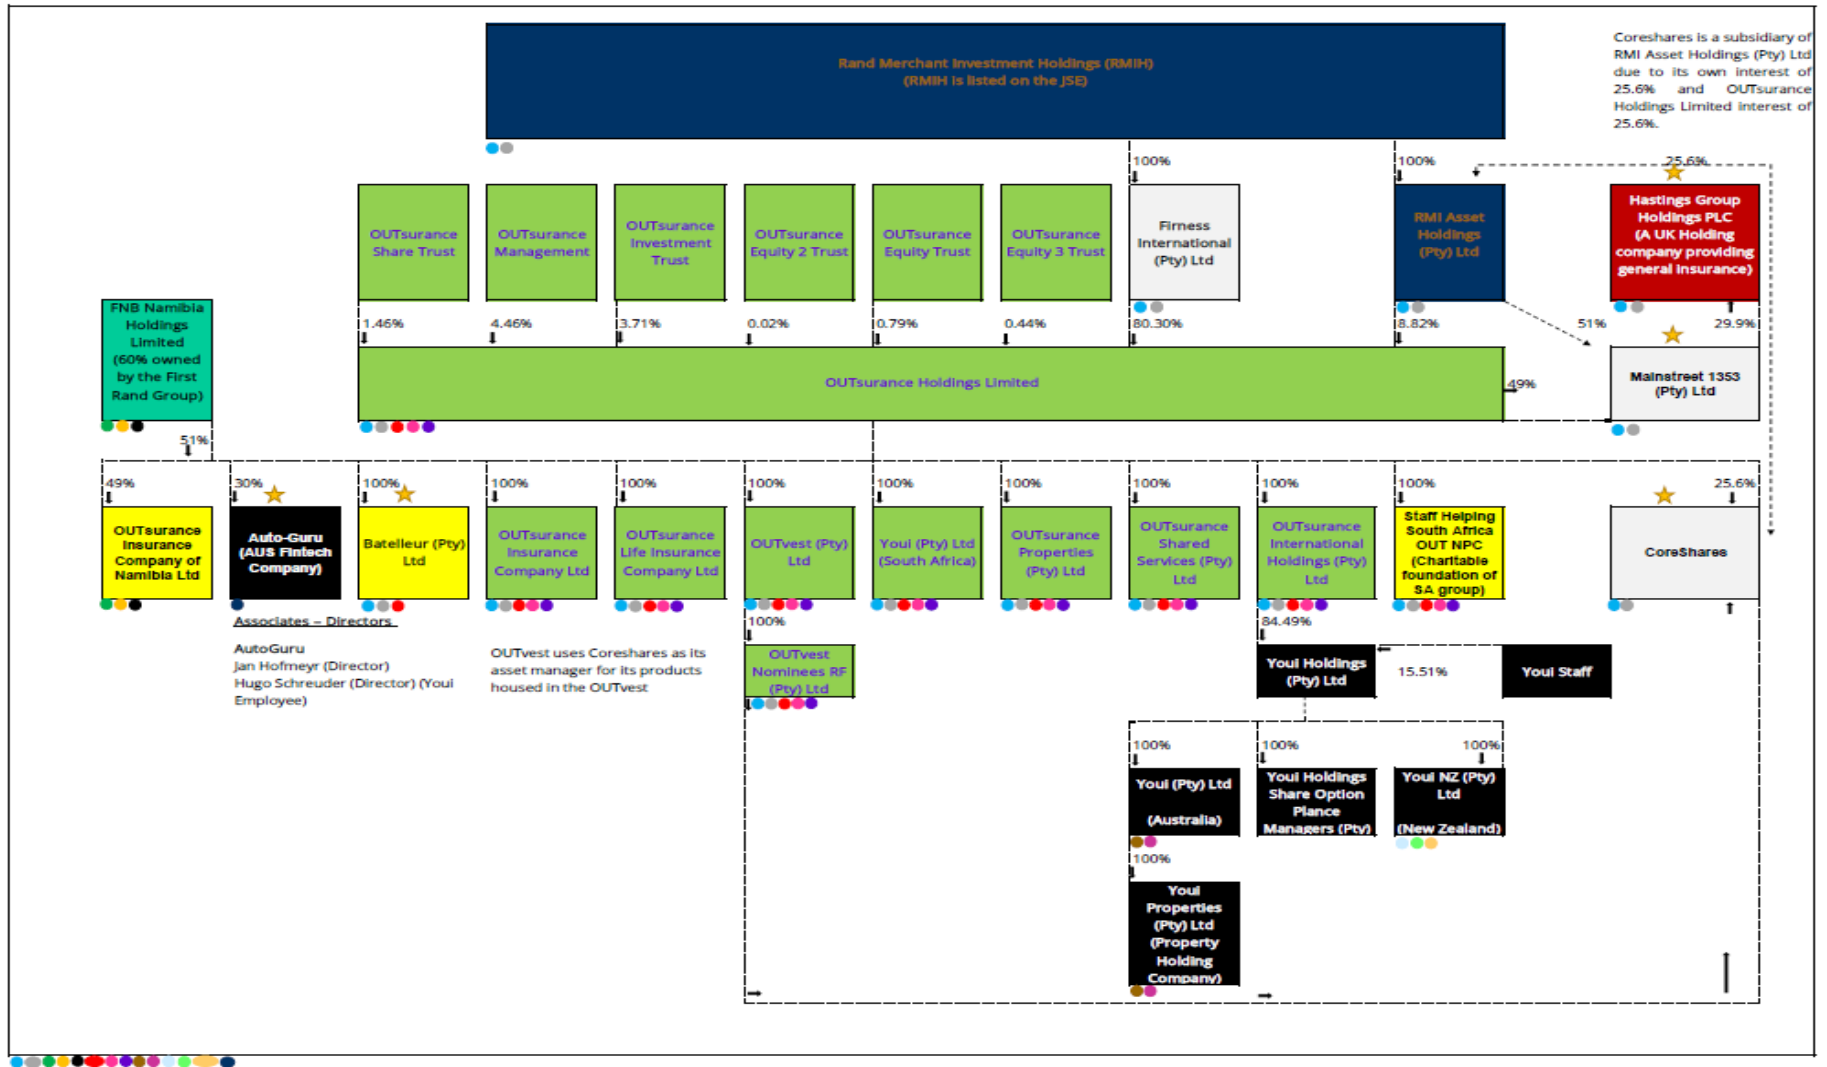 Rand Merchant Investment Holdings (RMIH)
(RMIH is listed on the JSE)
Coreshares is a subsidiary of
RMI Asset Holdings (Pty) Ltd
due to its own interest of
25.6% and OUTsurance
Holdings Limited interest of
25.6%.
100%
100%
25.6%
OUTsurance
Share Trust
OUTsurance
Management
OUTsurance
Investment
Trust
OUTsurance
Equity 2 Trust
OUTsurance
Equity Trust
OUTsurance
Equity 3 Trust
Firness
International
(Pty) Ltd
RMI Asset
Holdings
(Pty) Ltd
Hastings Group
Holdings PLC
(A UK Holding
company providing
general insurance)
FNB Namibia
Holdings
Limited
(60% owned
by the First
Rand Group)
1.46%
4.46%
3.71%
0.02%
0.79%
0.44%
80.30%
8.82%
51%
29.9%
OUTsurance Holdings Limited
49%
Mainstreet 1353
(Pty) Ltd
51%
49%
30%
100%
100%
100%
100%
100%
100%
100%
100%
100%
25.6%
OUTsurance
Insurance
Company of
Namibia Ltd
Auto-Guru
(AUS Fintech
Company)
Batelleur (Pty)
Ltd
OUTsurance
Insurance
Company Ltd
OUTsurance
Life Insurance
Company Ltd
OUTvest (Pty)
Ltd
Youi (Pty) Ltd
(South Africa)
OUTsurance
Properties
(Pty) Ltd
OUTsurance
Shared
Services (Pty)
Ltd
OUTsurance
International
Holdings (Pty)
Ltd
Staff Helping
South Africa
OUT NPC
(Charitable
foundation of
SA group)
CoreShares
Associates – Directors
AutoGuru
Jan Hofmeyr (Director)
Hugo Schreuder (Director) (Youi
Employee)
OUTvest uses Coreshares as its
asset manager for its products
housed in the OUTvest
100%
OUTvest
Nominees RF
(Pty) Ltd
84.49%
Youi Holdings
(Pty) Ltd
15.51%
Youi Staff
100%
100%
100%
Youi (Pty) Ltd
(Australia)
Youi Holdings
Share Option
Plance
Managers (Pty)
Youi NZ (Pty)
Ltd
(New Zealand)
100%
Youi
Properties
(Pty) Ltd
(Property
Holding
Company)